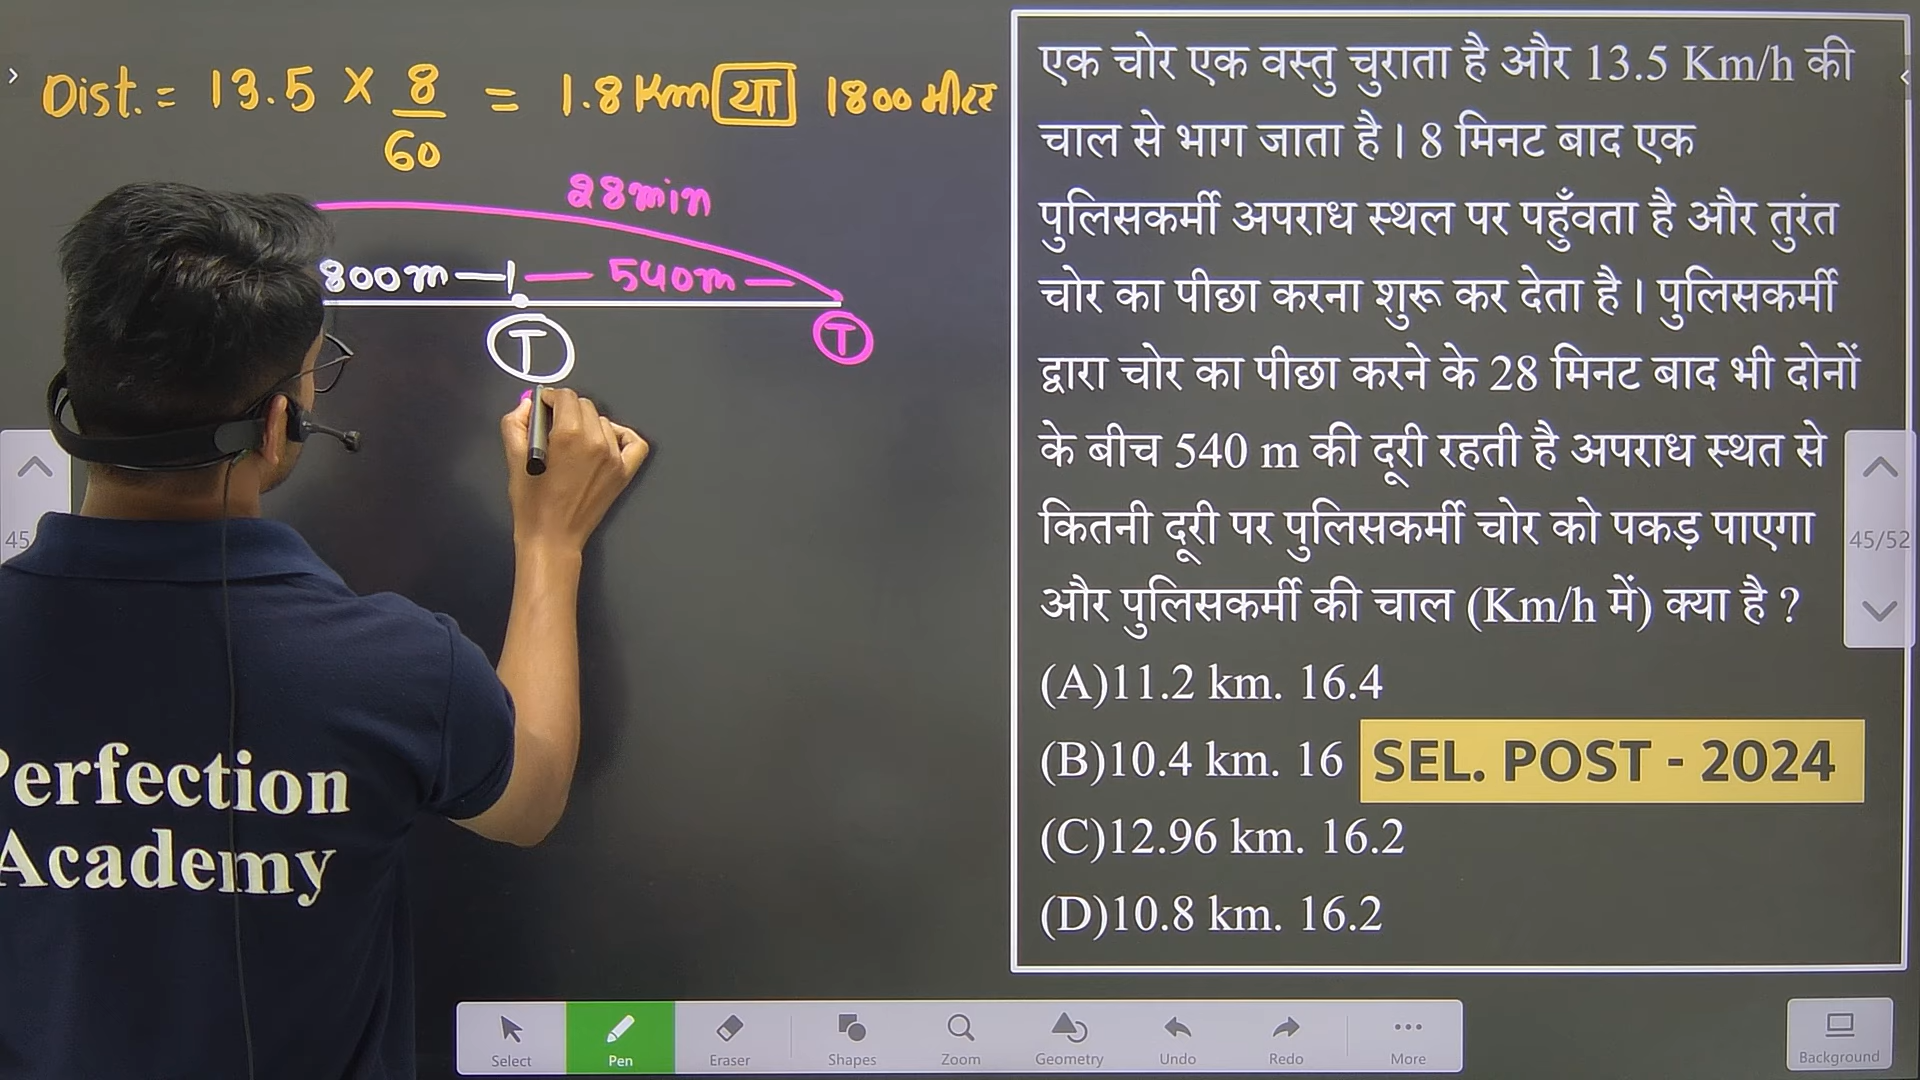 Dist. = 13.5 × 8/60 = 1.8 Km या 1800 मीटर
28min
800m 540m
T T
एक चोर एक वस्तु चुराता है और 13.5 Km/h की
चाल से भाग जाता है। 8 मिनट बाद एक
पुलिसकर्मी अपराध स्थल पर पहुँवता है और तुरंत
चोर का पीछा करना शुरू कर देता है। पुलिसकर्मी
द्वारा चोर का पीछा करने के 28 मिनट बाद भी दोनों
के बीच 540 m की दूरी रहती है अपराध स्थत से
कितनी दूरी पर पुलिसकर्मी चोर को पकड़ पाएगा
और पुलिसकर्मी की चाल (Km/h में) क्या है ?
(A)11.2 km. 16.4
(B)10.4 km. 16
SEL. POST - 2024
(C)12.96 km. 16.2
(D)10.8 km. 16.2
45
45/52
Perfection
Academy
Select Pen Eraser Shapes Zoom Geometry Undo Redo More Background